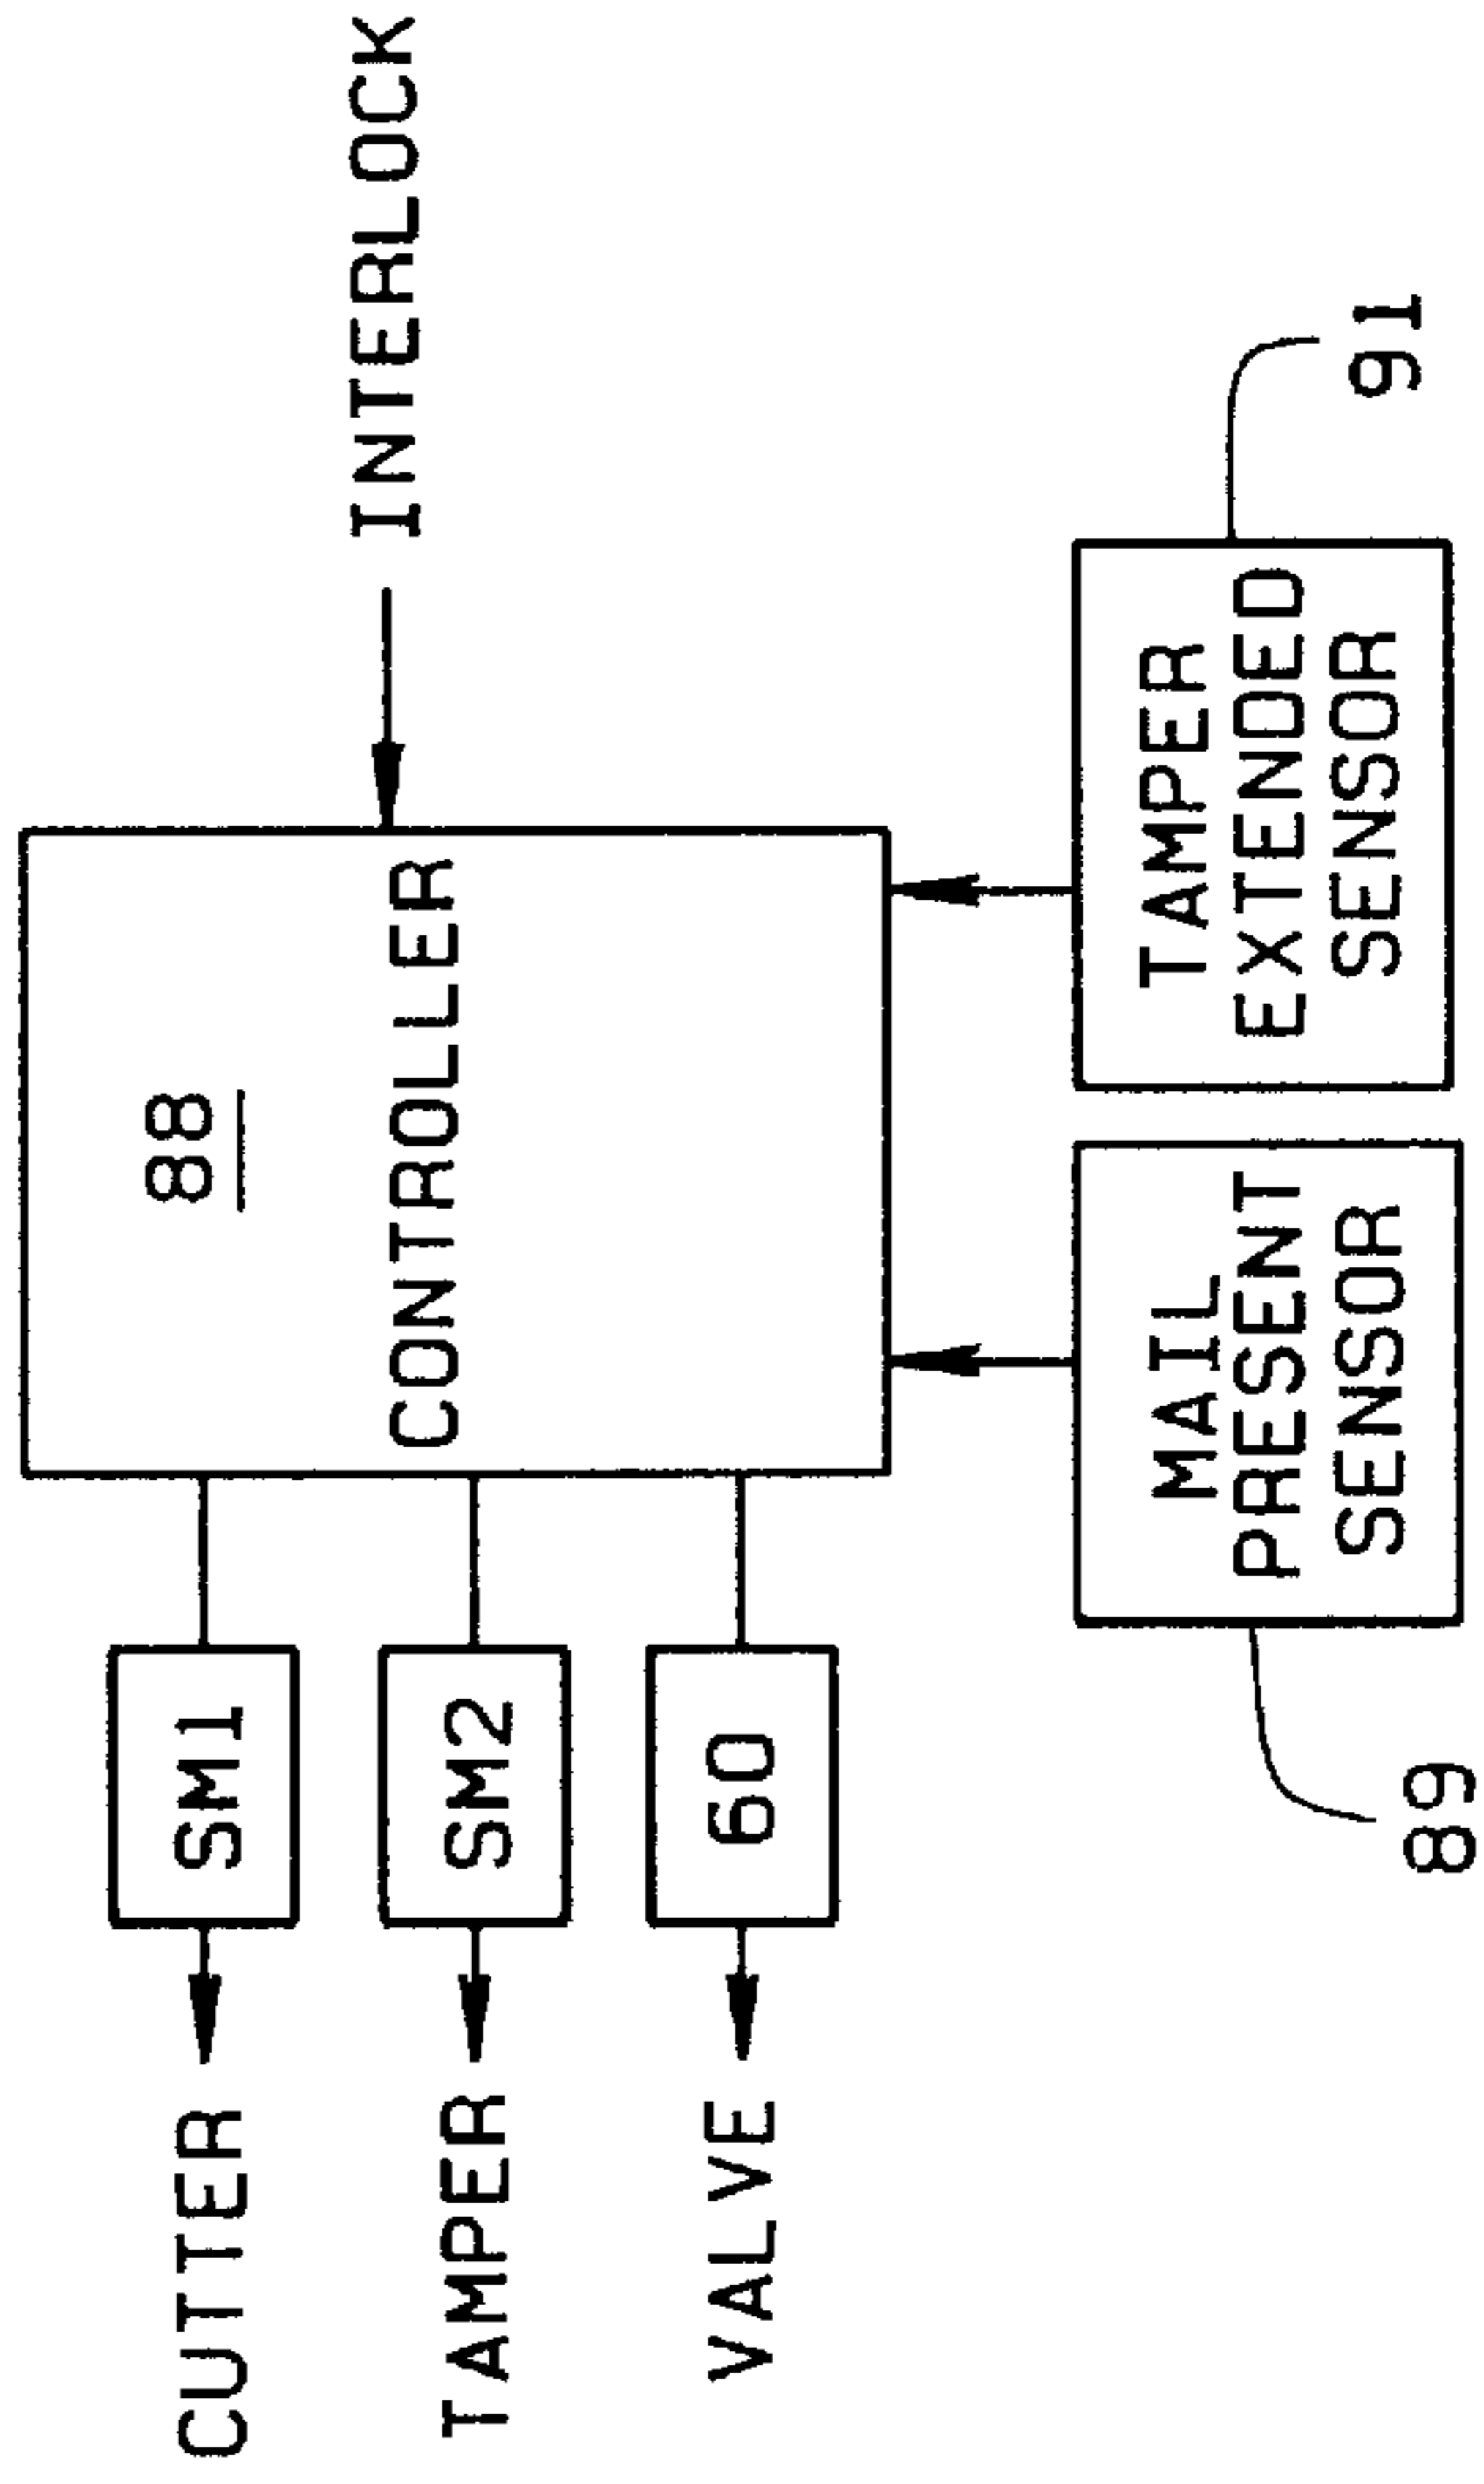 CUTTER
SM1
88
TAMPER
SM2
CONTROLLER
INTERLOCK
VALVE
60
MAIL
PRESENT
SENSOR
TAMPER
EXTENDED
SENSOR
89
91